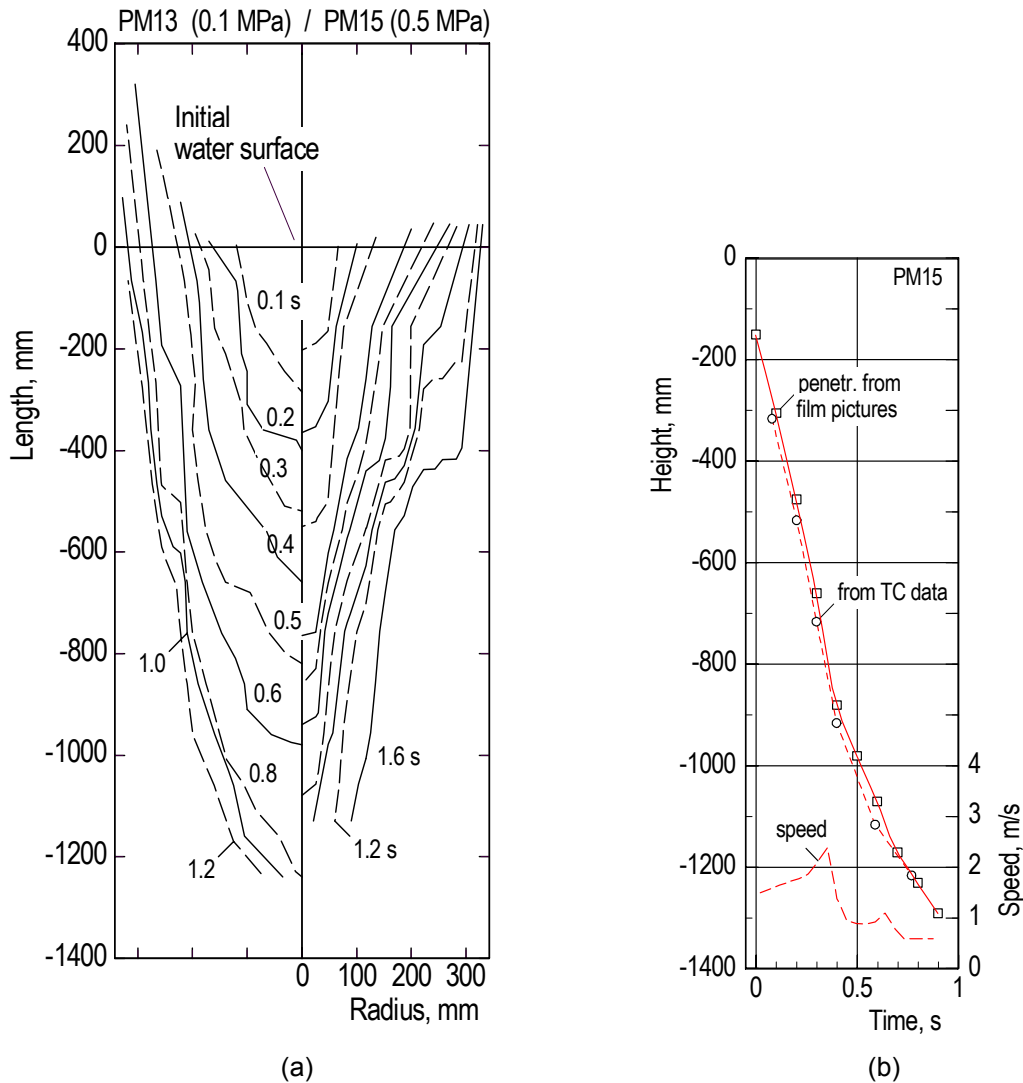 PM13 (0.1 MPa) / PM15 (0.5 MPa)
400
200
0
-200
-400
-600
-800
-1000
-1200
-1400
Length, mm
Initial
water surface
0.1 s
0.2
0.3
0.4
0.5
0.6
0.8
1.0
1.2
1.6 s
1.2 s
0 100 200 300
Radius, mm
(a)
PM15
0
-200
-400
-600
-800
-1000
-1200
-1400
Height, mm
penetr. from
film pictures
from TC data
speed
4
3
2
1
0
Speed, m/s
0 0.5 1
Time, s
(b)